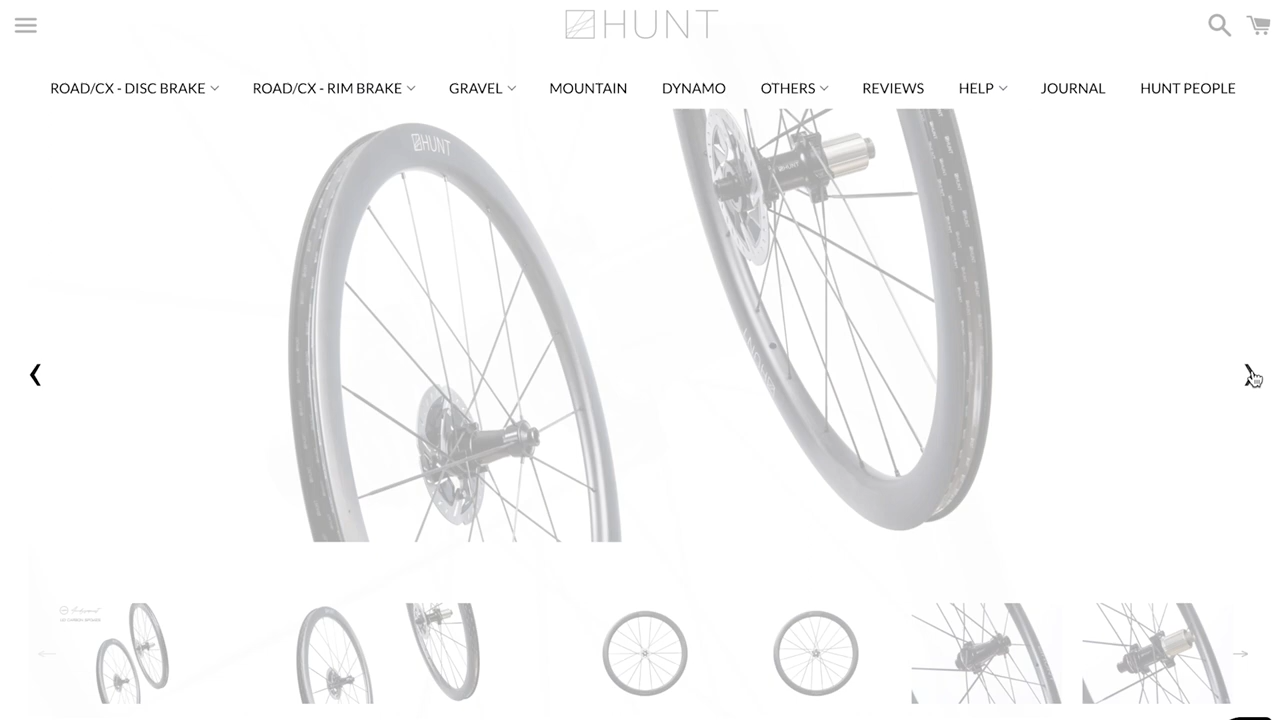 HUNT
ROAD/CX - DISC BRAKE
ROAD/CX - RIM BRAKE
GRAVEL
MOUNTAIN
DYNAMO
OTHERS
REVIEWS
HELP
JOURNAL
HUNT PEOPLE
HUNT
HUNT